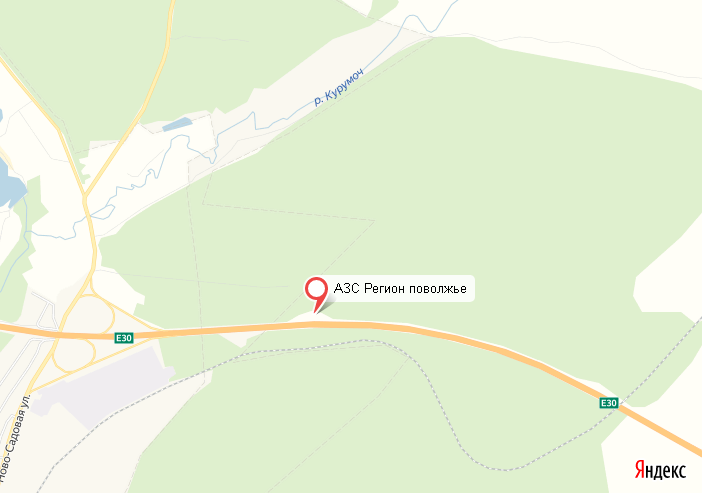 р. Курумоч
АЗС Регион поволжье
E30
E30
Ново-Садовая ул.
Яндекс